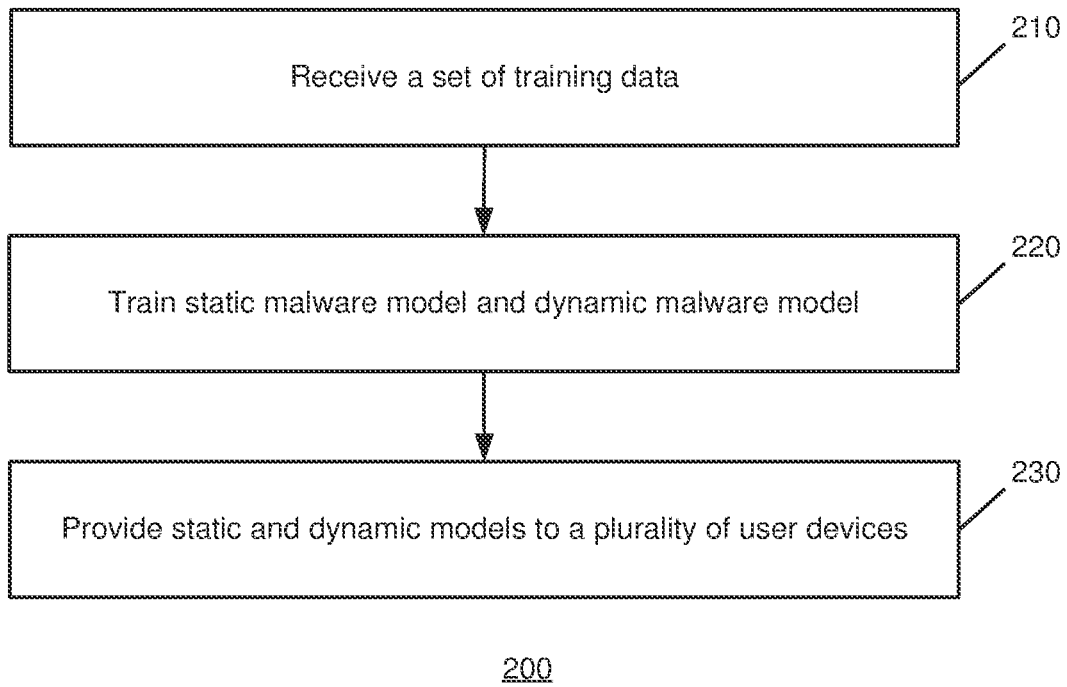 210
Receive a set of training data
220
Train static malware model and dynamic malware model
230
Provide static and dynamic models to a plurality of user devices
200